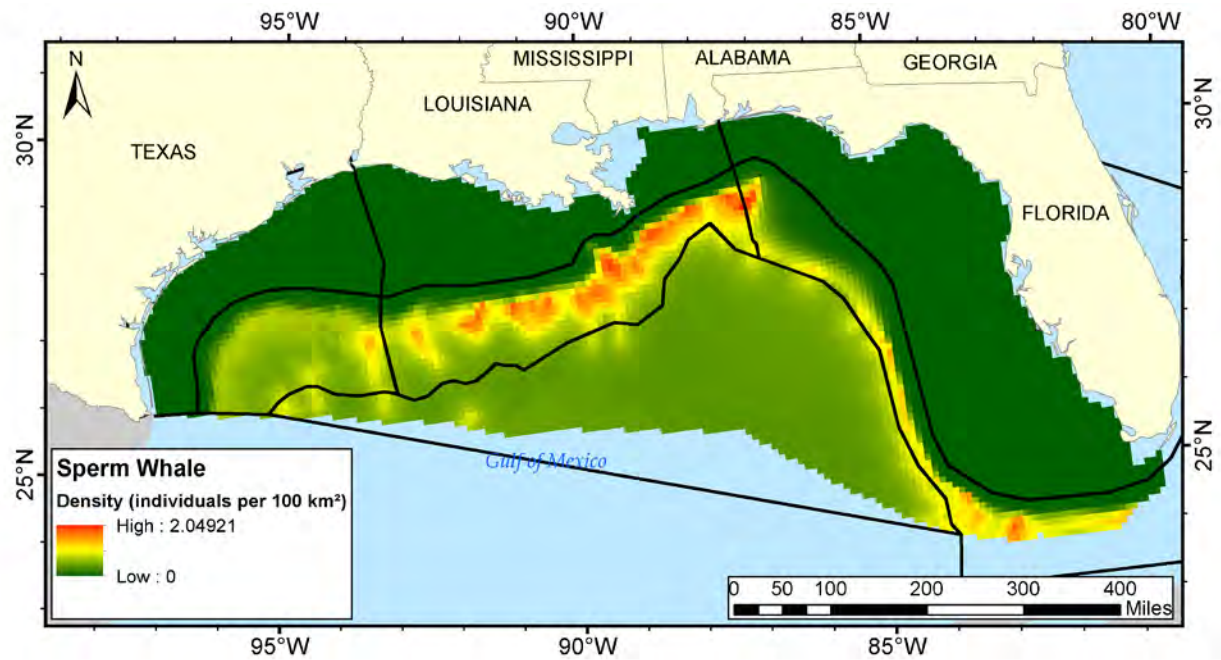 95°W 90°W 85°W 80°W
N
MISSISSIPPI ALABAMA GEORGIA
LOUISIANA
30°N 30°N
TEXAS
FLORIDA
25°N 25°N
Gulf of Mexico
Sperm Whale
Density (individuals per 100 km²)
High : 2.04921
Low : 0
0 50 100 200 300 400
Miles
95°W 90°W 85°W 80°W